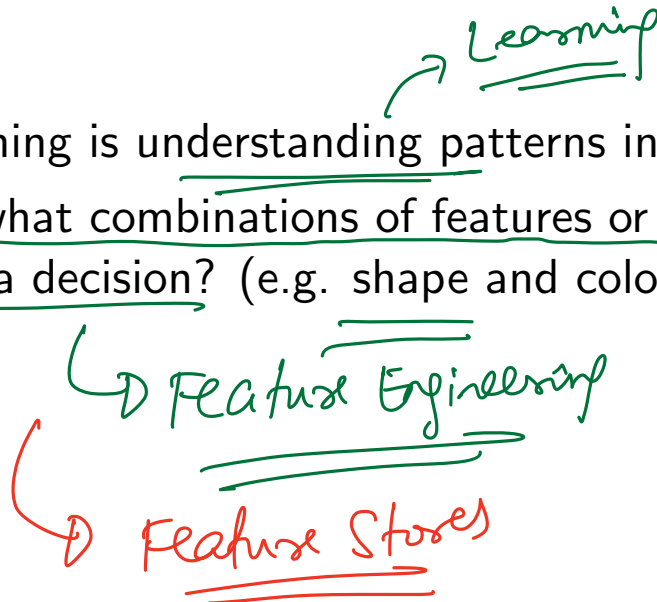 Learning
ning is understanding patterns in
what combinations of features or
a decision? (e.g. shape and colo
Feature Engineering
Feature Stores